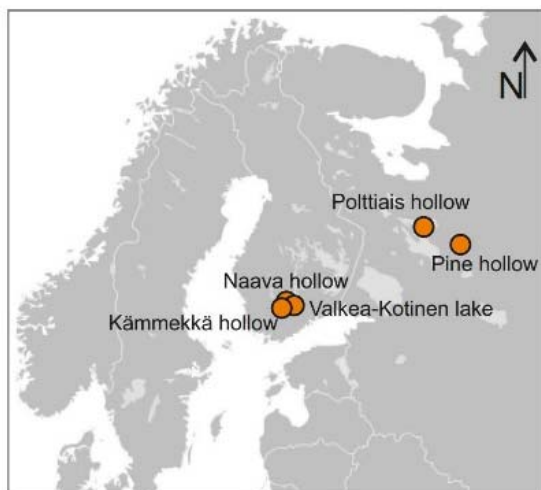 N
Polttiais hollow
Pine hollow
Naava hollow
Valkea-Kotinen lake
Kämmekkä hollow